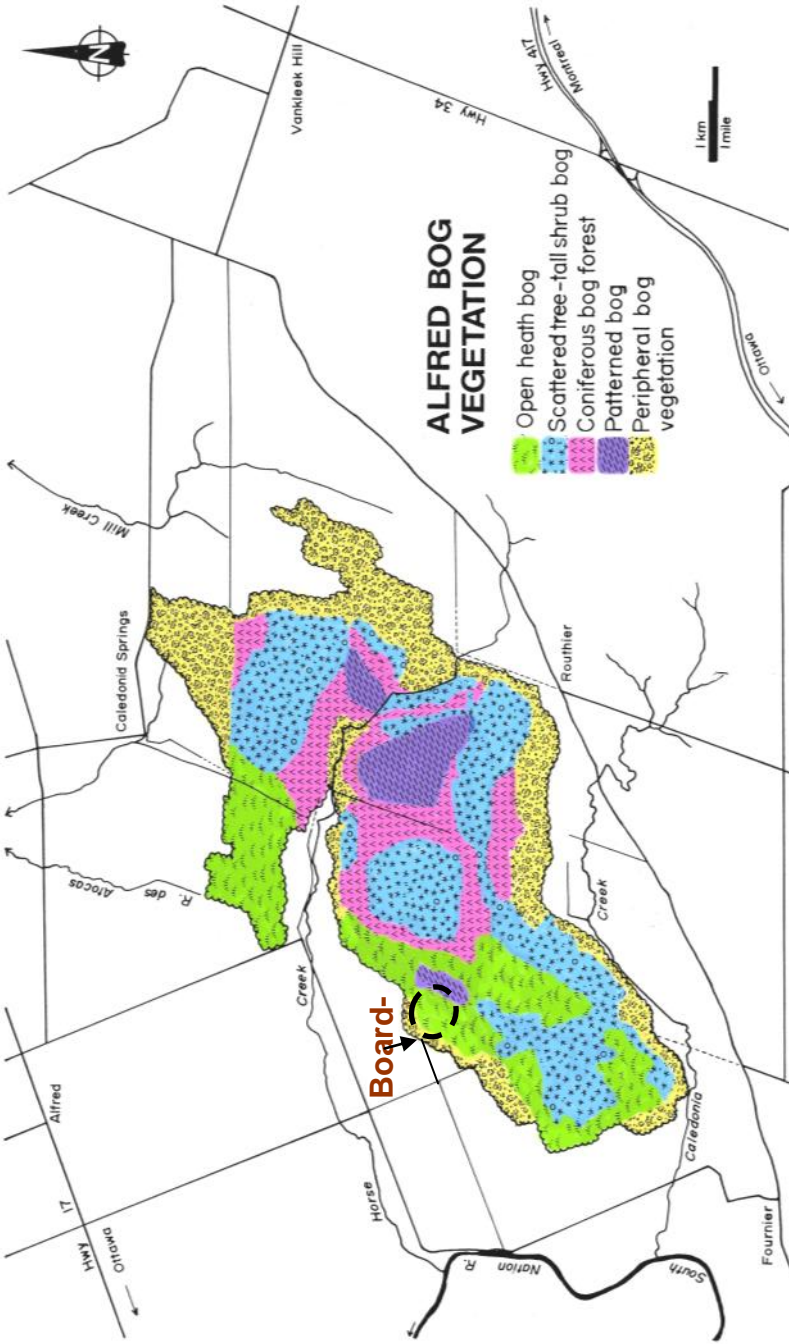 N
Vankleek Hill
Hwy 34
Hwy 417
Montreal
Ottawa
1 km
1 mile
ALFRED BOG
VEGETATION
Open heath bog
Scattered tree-tall shrub bog
Coniferous bog forest
Patterned bog
Peripheral bog
vegetation
Mill Creek
Caledonid Springs
R. des
Atocas
Routhier
Creek
Caledonia
Creek
Horse
Board-
Alfred
Hwy 17
Ottawa
South
Nation
R.
Fournier